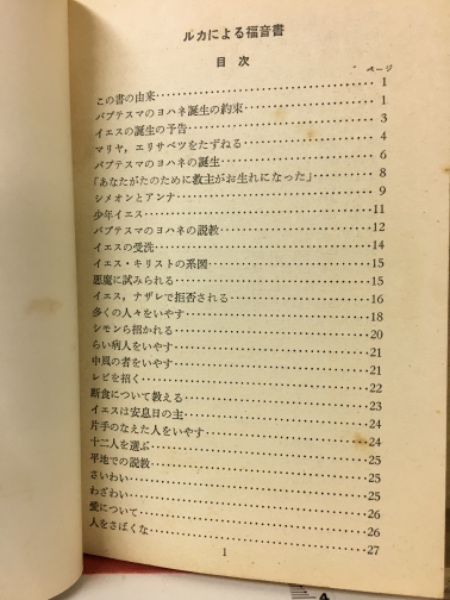 ルカによる福音書
目次
ページ
この書の由来 1
バプテスマのヨハネ誕生の約束 1
イエスの誕生の予告 3
マリヤ，エリサベツをたずねる 4
バプテスマのヨハネの誕生 6
「あなたがたのために救主がお生れになった」 8
シメオンとアンナ 9
少年イエス 11
バプテスマのヨハネの説教 12
イエスの受洗 14
イエス・キリストの系図 15
悪魔に試みられる 15
イエス，ナザレで拒否される 16
多くの人々をいやす 18
シモンら招かれる 20
らい病人をいやす 21
中風の者をいやす 21
レビを招く 22
断食について教える 23
イエスは安息日の主 24
片手のなえた人をいやす 24
十二人を選ぶ 25
平地での説教 25
さいわい 25
わざわい 26
愛について 26
人をさばくな 27
1